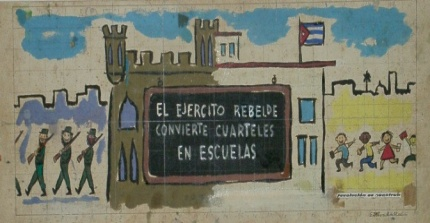 EL EJERCITO REBELDE
CONVIERTE CUARTELES
EN ESCUELAS